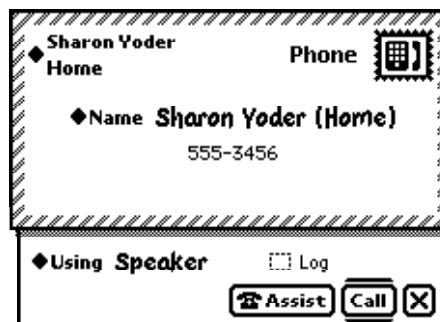 Sharon Yoder
Home
Phone
◆Name Sharon Yoder (Home)
555-3456
◆Using Speaker Log
Assist Call